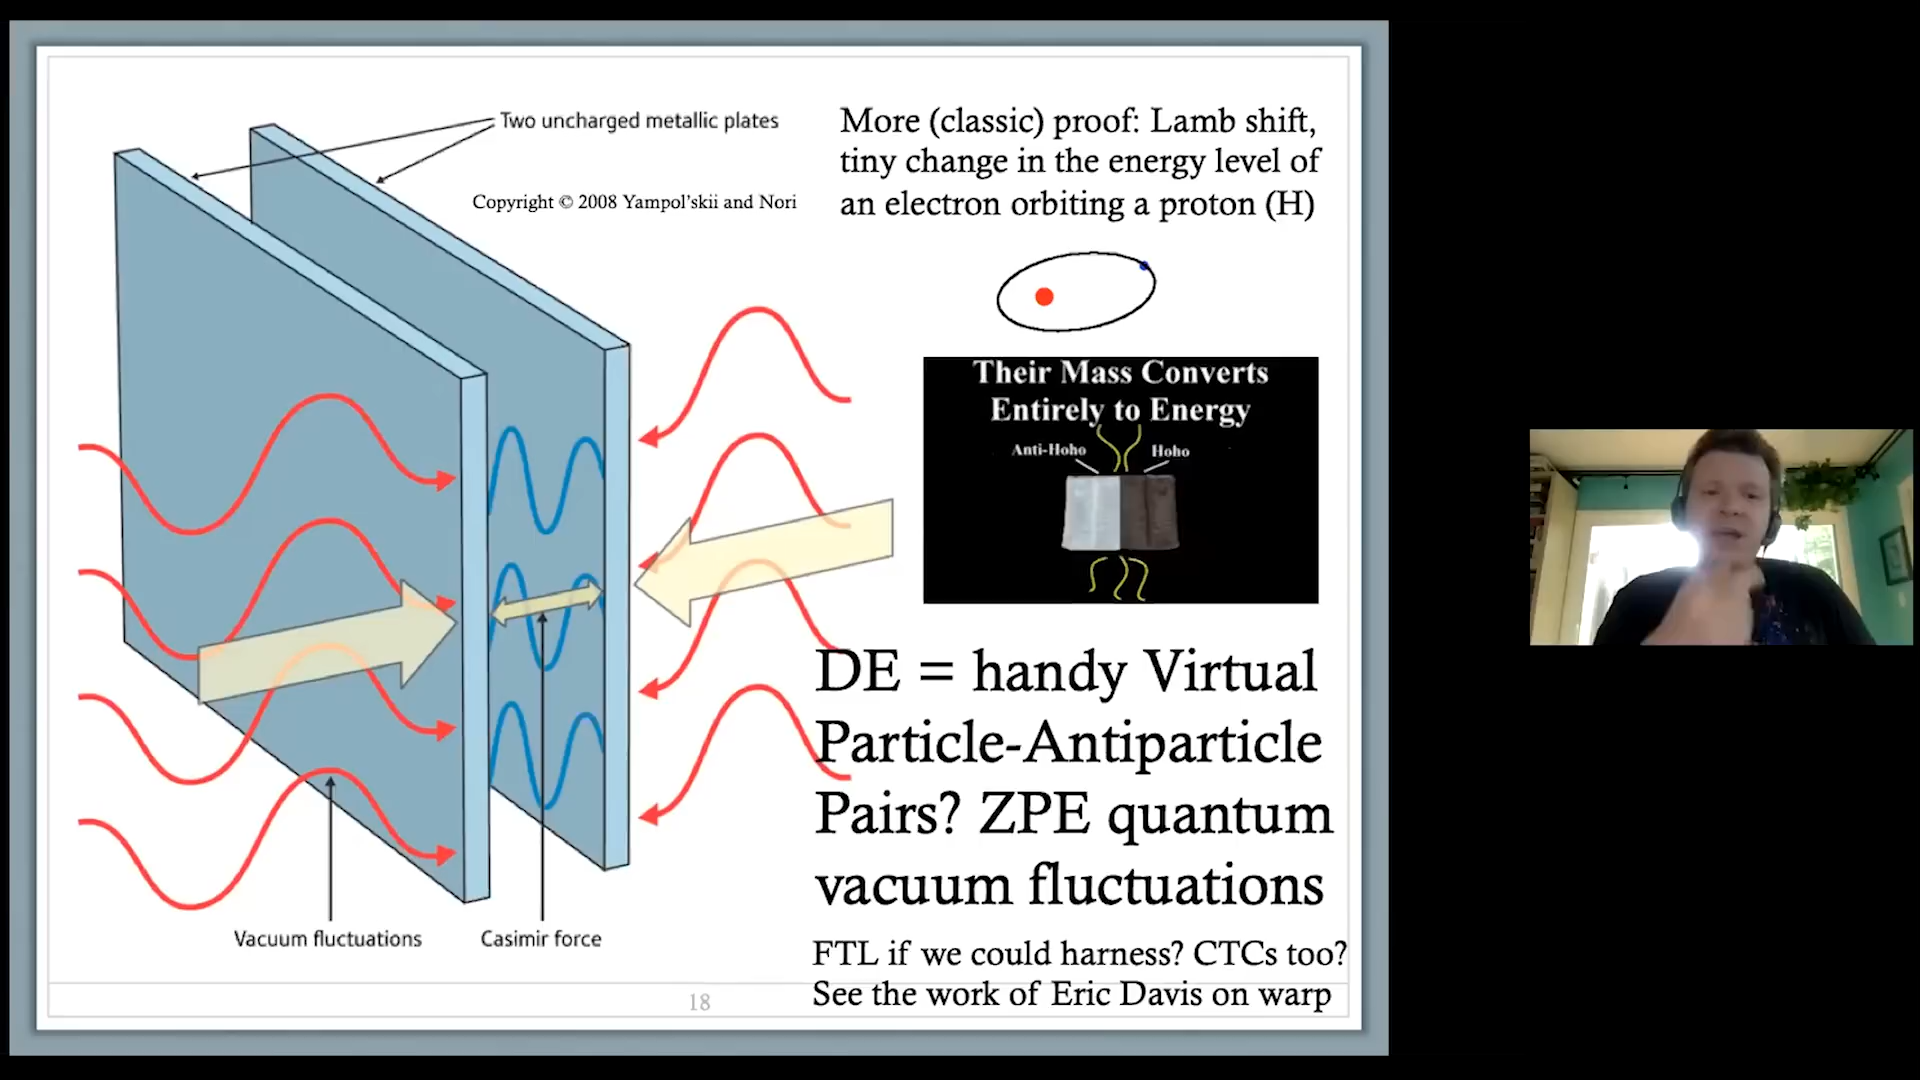 Two uncharged metallic plates
Copyright © 2008 Yampol'skii and Nori
More (classic) proof: Lamb shift,
tiny change in the energy level of
an electron orbiting a proton (H)
Their Mass Converts
Entirely to Energy
Anti-Hoho
Hoho
DE = handy Virtual
Particle-Antiparticle
Pairs? ZPE quantum
vacuum fluctuations
Vacuum fluctuations
Casimir force
FTL if we could harness? CTCs too?
See the work of Eric Davis on warp
18